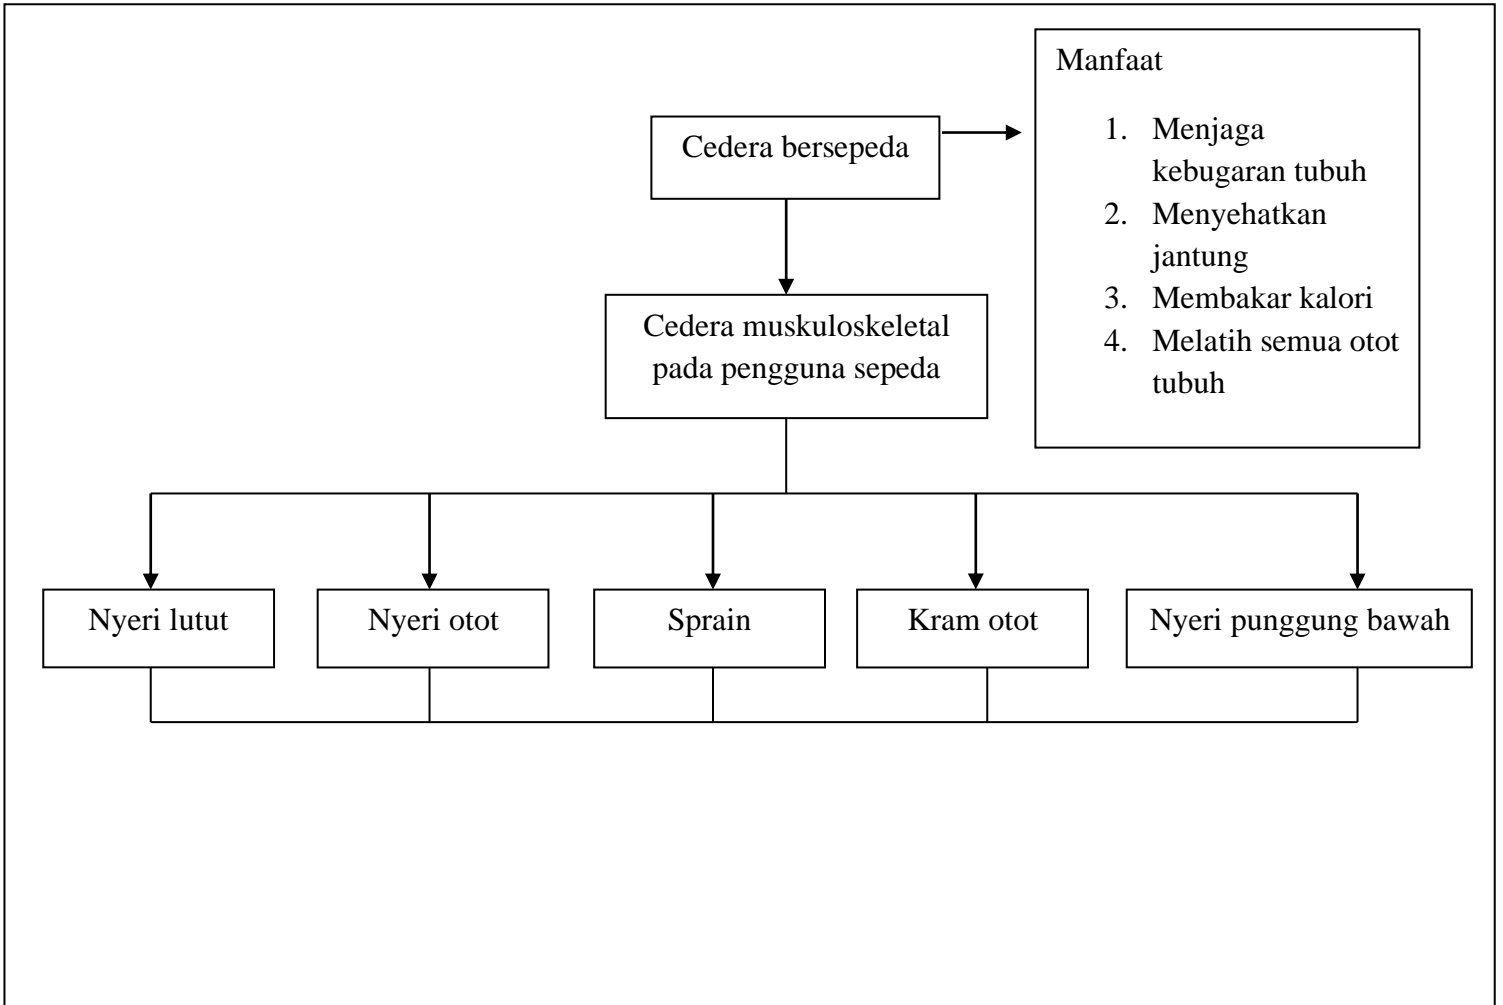 Manfaat
1. Menjaga
kebugaran tubuh
2. Menyehatkan
jantung
3. Membakar kalori
4. Melatih semua otot
tubuh
Cedera bersepeda
Cedera muskuloskeletal
pada pengguna sepeda
Nyeri lutut
Nyeri otot
Sprain
Kram otot
Nyeri punggung bawah